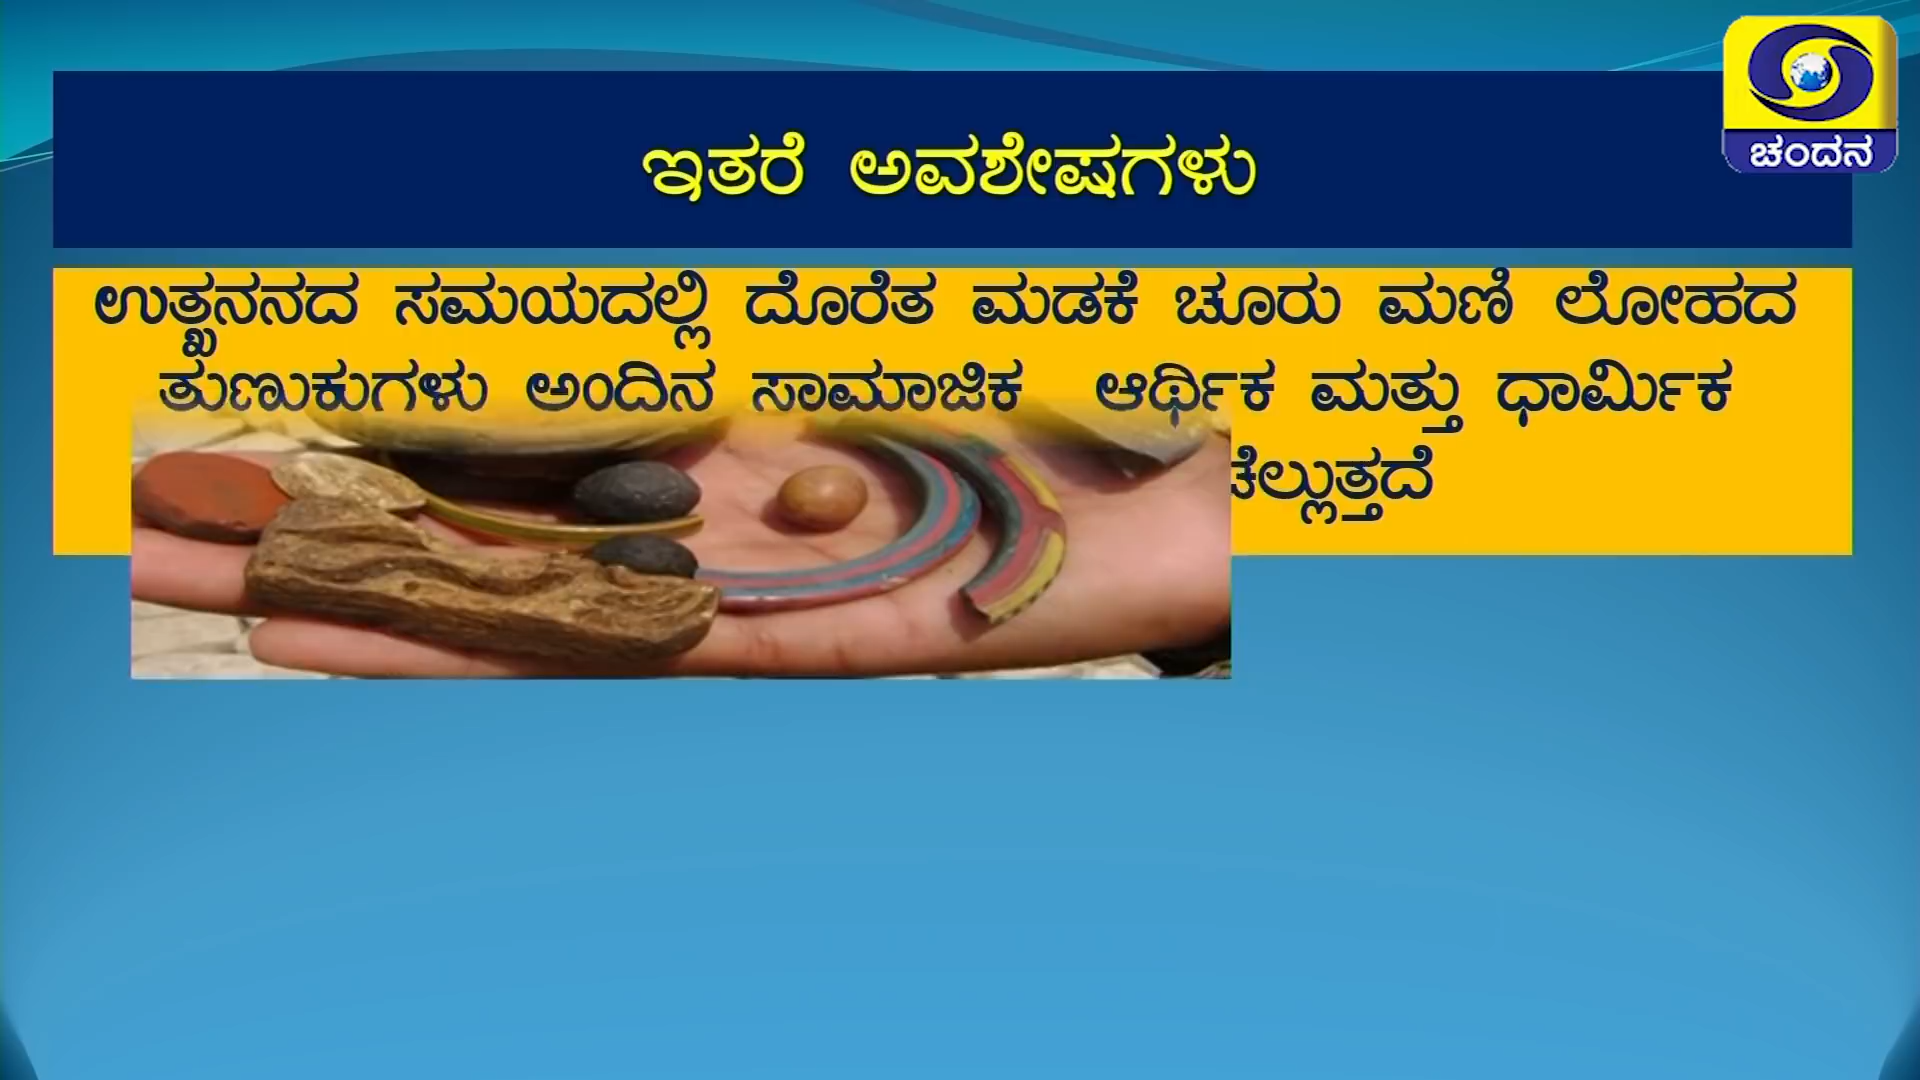 ಚಂದನ
ಇತರೆ ಅವಶೇಷಗಳು
ಉತ್ಖನನದ ಸಮಯದಲ್ಲಿ ದೊರೆತ ಮಡಕೆ ಚೂರು ಮಣಿ ಲೋಹದ
ತುಣುಕುಗಳು ಅಂದಿನ ಸಾಮಾಜಿಕ ಆರ್ಥಿಕ ಮತ್ತು ಧಾರ್ಮಿಕ
ಚೆಲ್ಲುತ್ತದೆ